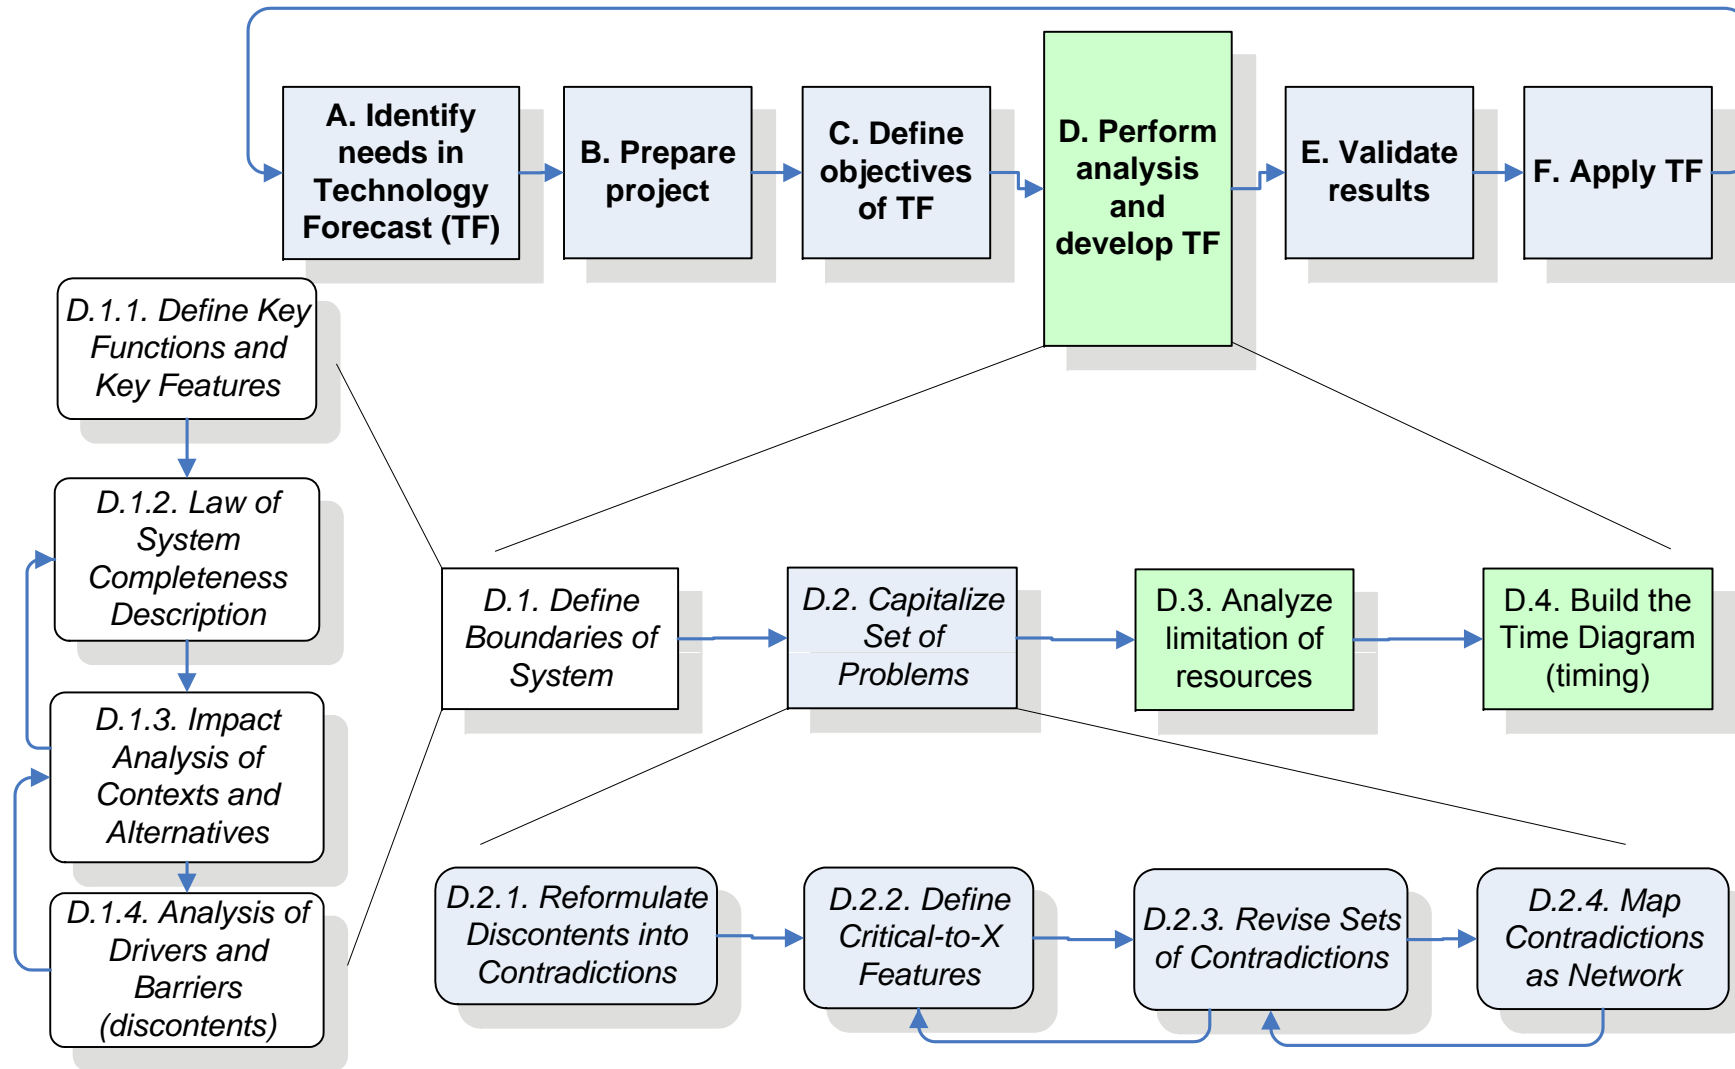 A. Identify
needs in
Technology
Forecast (TF)
B. Prepare
project
C. Define
objectives
of TF
D. Perform
analysis
and
develop TF
E. Validate
results
F. Apply TF
D.1.1. Define Key
Functions and
Key Features
D.1.2. Law of
System
Completeness
Description
D.1.3. Impact
Analysis of
Contexts and
Alternatives
D.1.4. Analysis of
Drivers and
Barriers
(discontents)
D.1. Define
Boundaries of
System
D.2. Capitalize
Set of
Problems
D.3. Analyze
limitation of
resources
D.4. Build the
Time Diagram
(timing)
D.2.1. Reformulate
Discontents into
Contradictions
D.2.2. Define
Critical-to-X
Features
D.2.3. Revise Sets
of Contradictions
D.2.4. Map
Contradictions
as Network